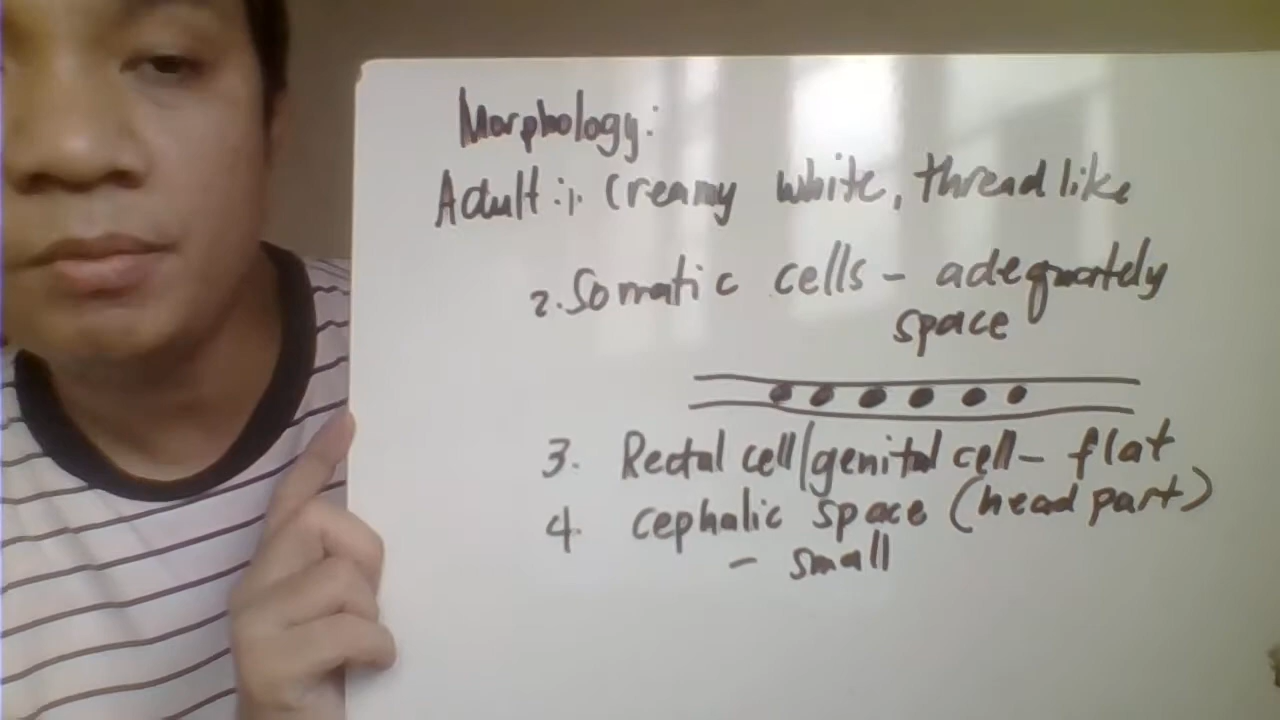 Morphology:
Adult: 1. Creamy white, thread like
2. Somatic cells - adequately
space
3. Rectal cell/genital cell - flat
4. cephalic space (head part)
- small